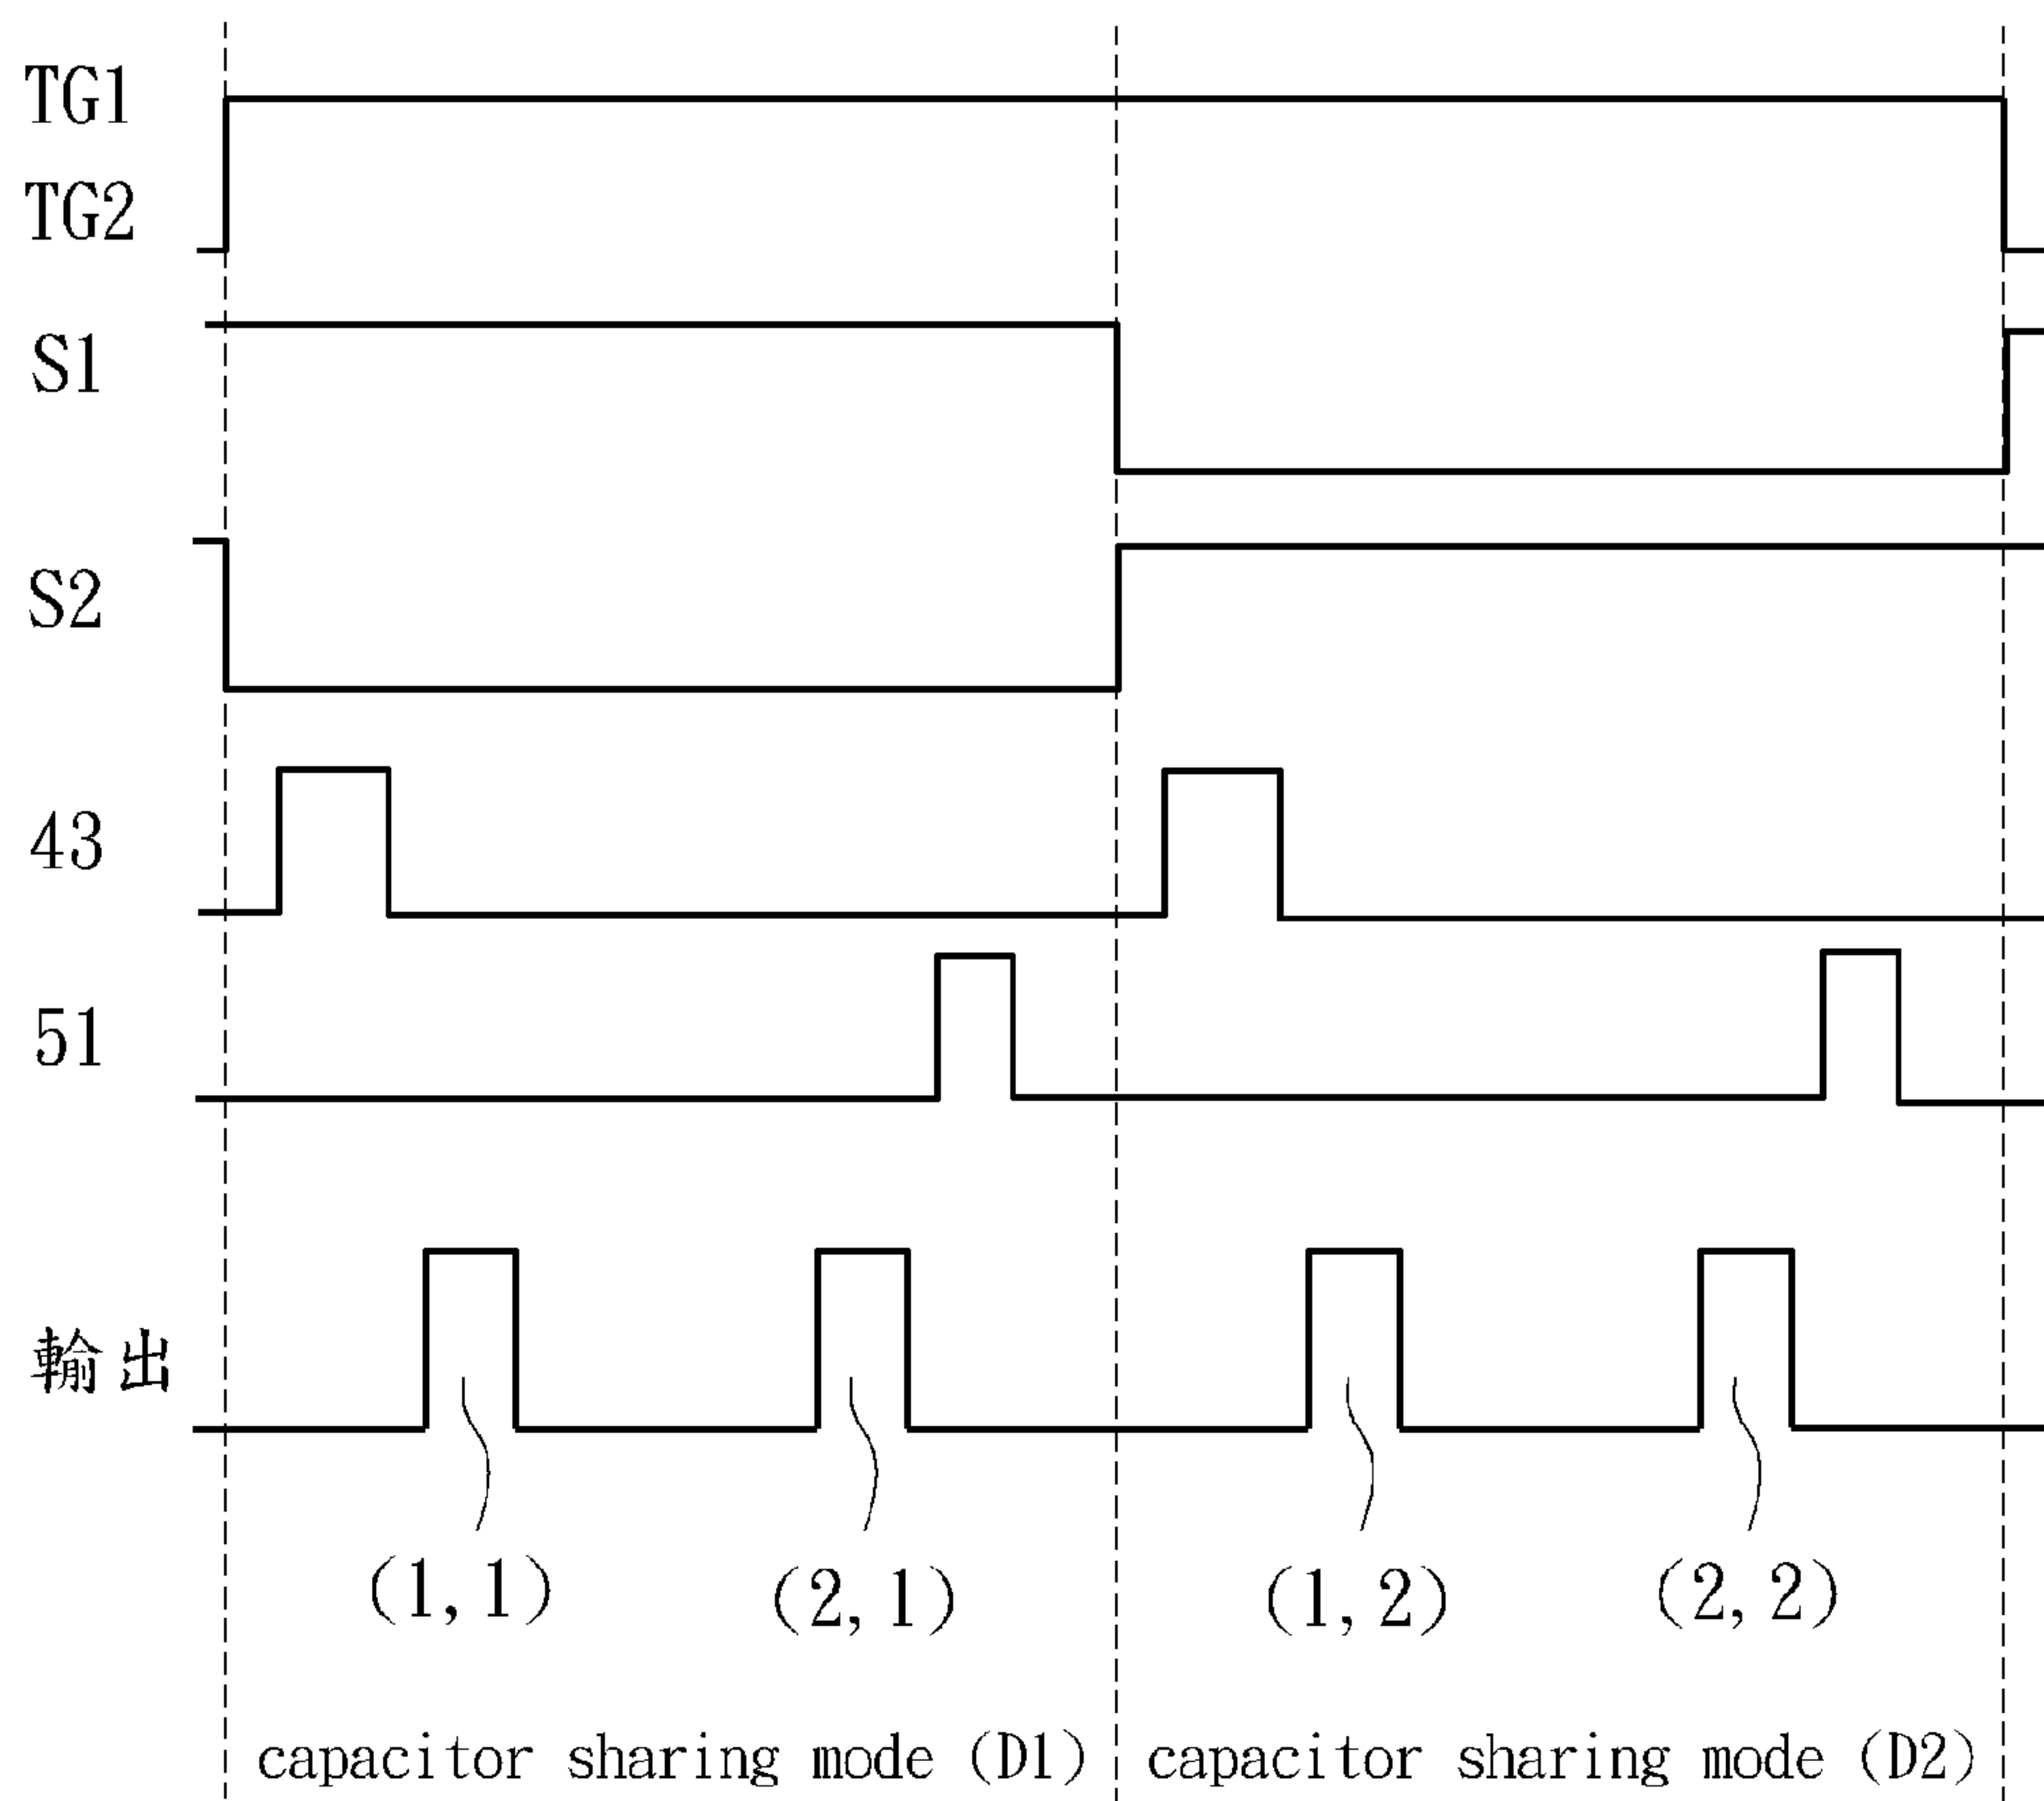 TG1
TG2
S1
S2
43
51
輸出
(1,1) (2,1) (1,2) (2,2)
capacitor sharing mode (D1) capacitor sharing mode (D2)